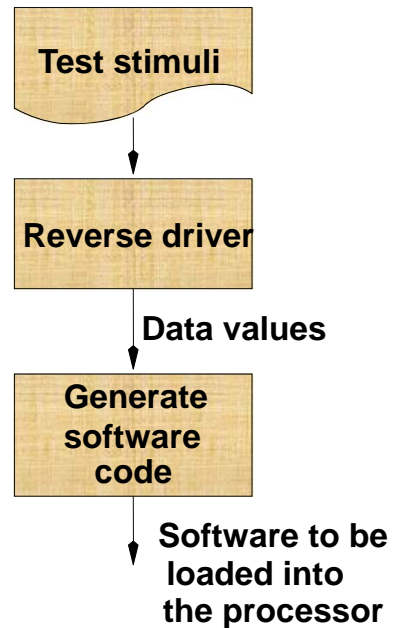 Test stimuli
Reverse driver
Data values
Generate
software
code
Software to be
loaded into
the processor